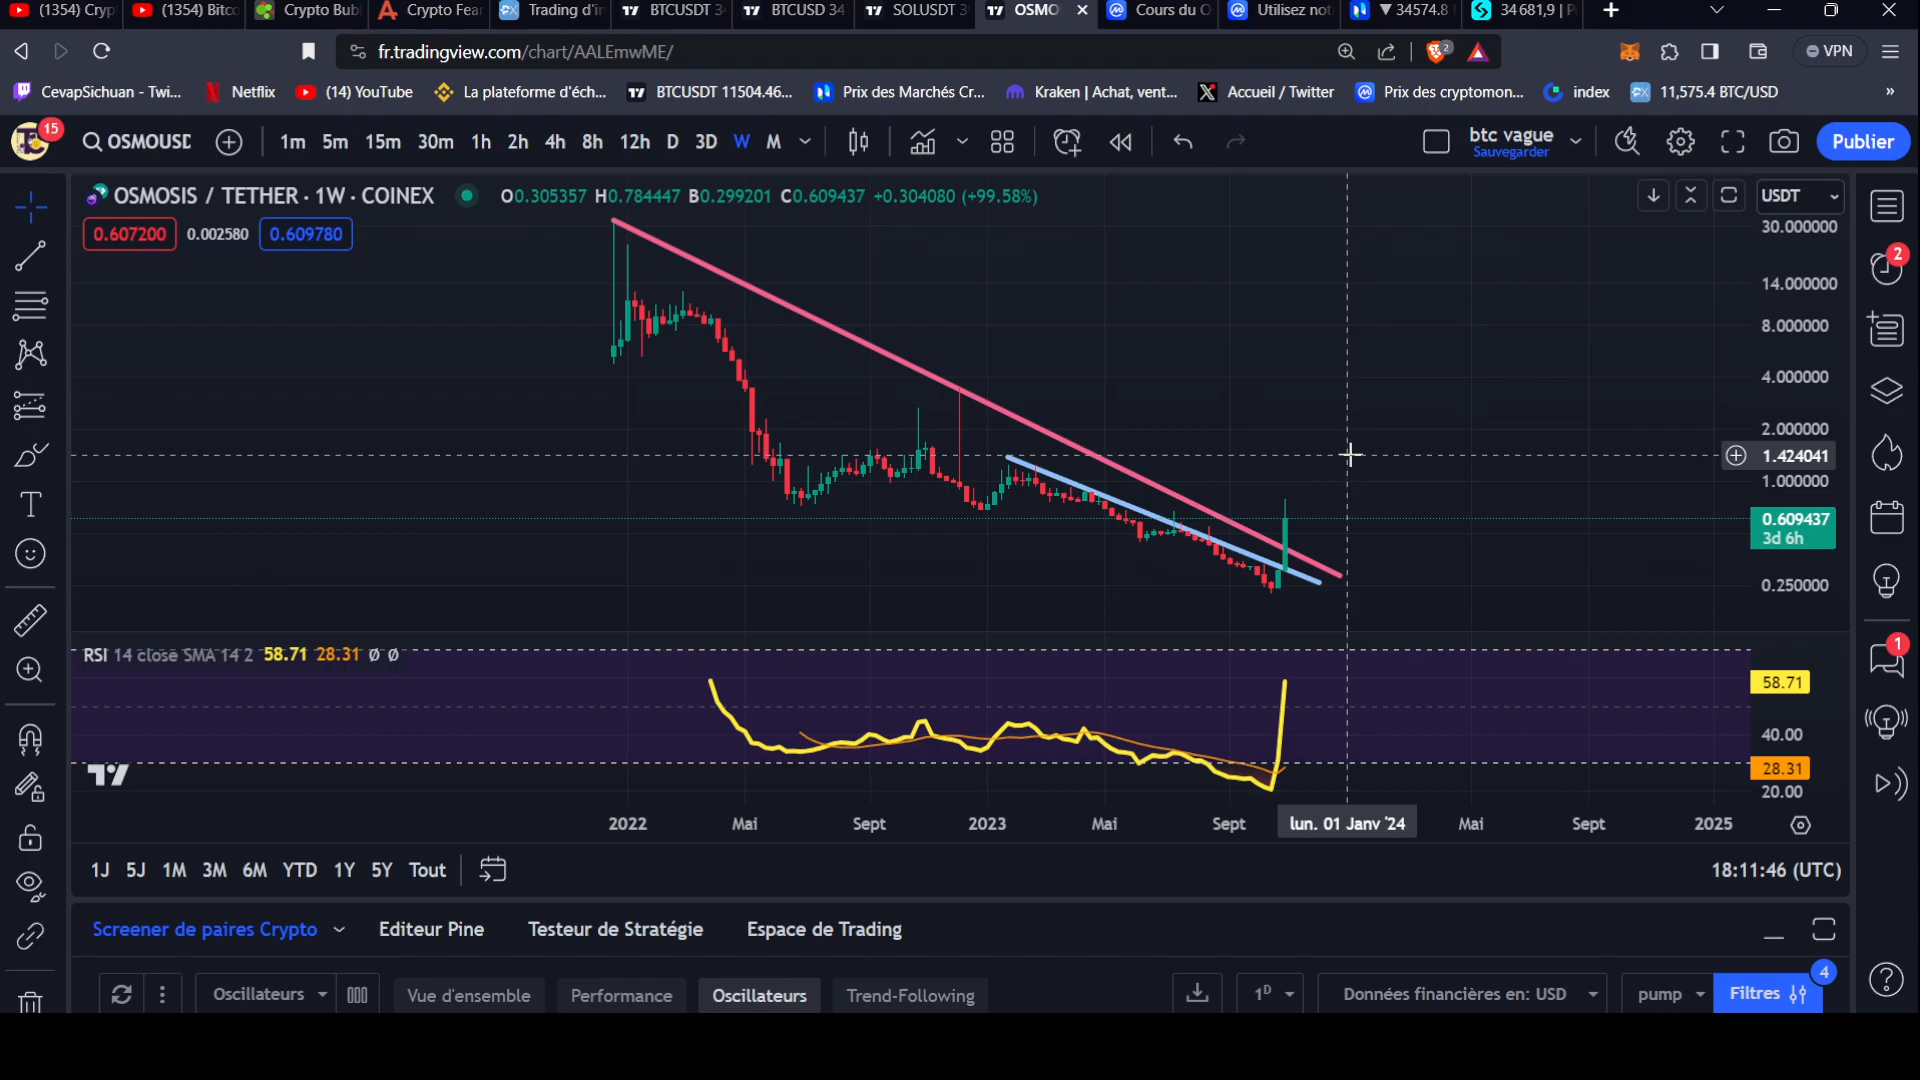 (1354) Cryp
(1354) Bitco
Crypto Bub
Crypto Fear
Trading d'in
BTCUSDT 3
BTCUSD 34
SOLUSDT 3
OSMO
Cours du O
Utilisez not
▼ 34574.8
34 681,9 | P
fr.tradingview.com/chart/AALEmwME/
2
VPN
CevapSichuan - Twi...
Netflix
(14) YouTube
La plateforme d'éch...
BTCUSDT 11504.46...
Prix des Marchés Cr...
Kraken | Achat, vent...
Accueil / Twitter
Prix des cryptomon...
index
11,575.4 BTC/USD
»
15
OSMOUSD
1m 5m 15m 30m 1h 2h 4h 8h 12h D 3D W M
btc vague
Sauvegarder
Publier
OSMOSIS / TETHER · 1W · COINEX
O0.305357 H0.784447 B0.299201 C0.609437 +0.304080 (+99.58%)
USDT
0.607200 0.002580 0.609780
30.000000
14.000000
8.000000
4.000000
2.000000
1.424041
1.000000
0.609437
3d 6h
0.250000
2
1
RSI 14 close SMA 14 2 58.71 28.31 Ø Ø
58.71
40.00
28.31
20.00
2022 Mai Sept 2023 Mai Sept lun. 01 Janv '24 Mai Sept 2025
1J 5J 1M 3M 6M YTD 1Y 5Y Tout
18:11:46 (UTC)
Screener de paires Crypto
Editeur Pine
Testeur de Stratégie
Espace de Trading
Oscillateurs
Vue d'ensemble
Performance
Oscillateurs
Trend-Following
1D
Données financières en: USD
pump
Filtres
4